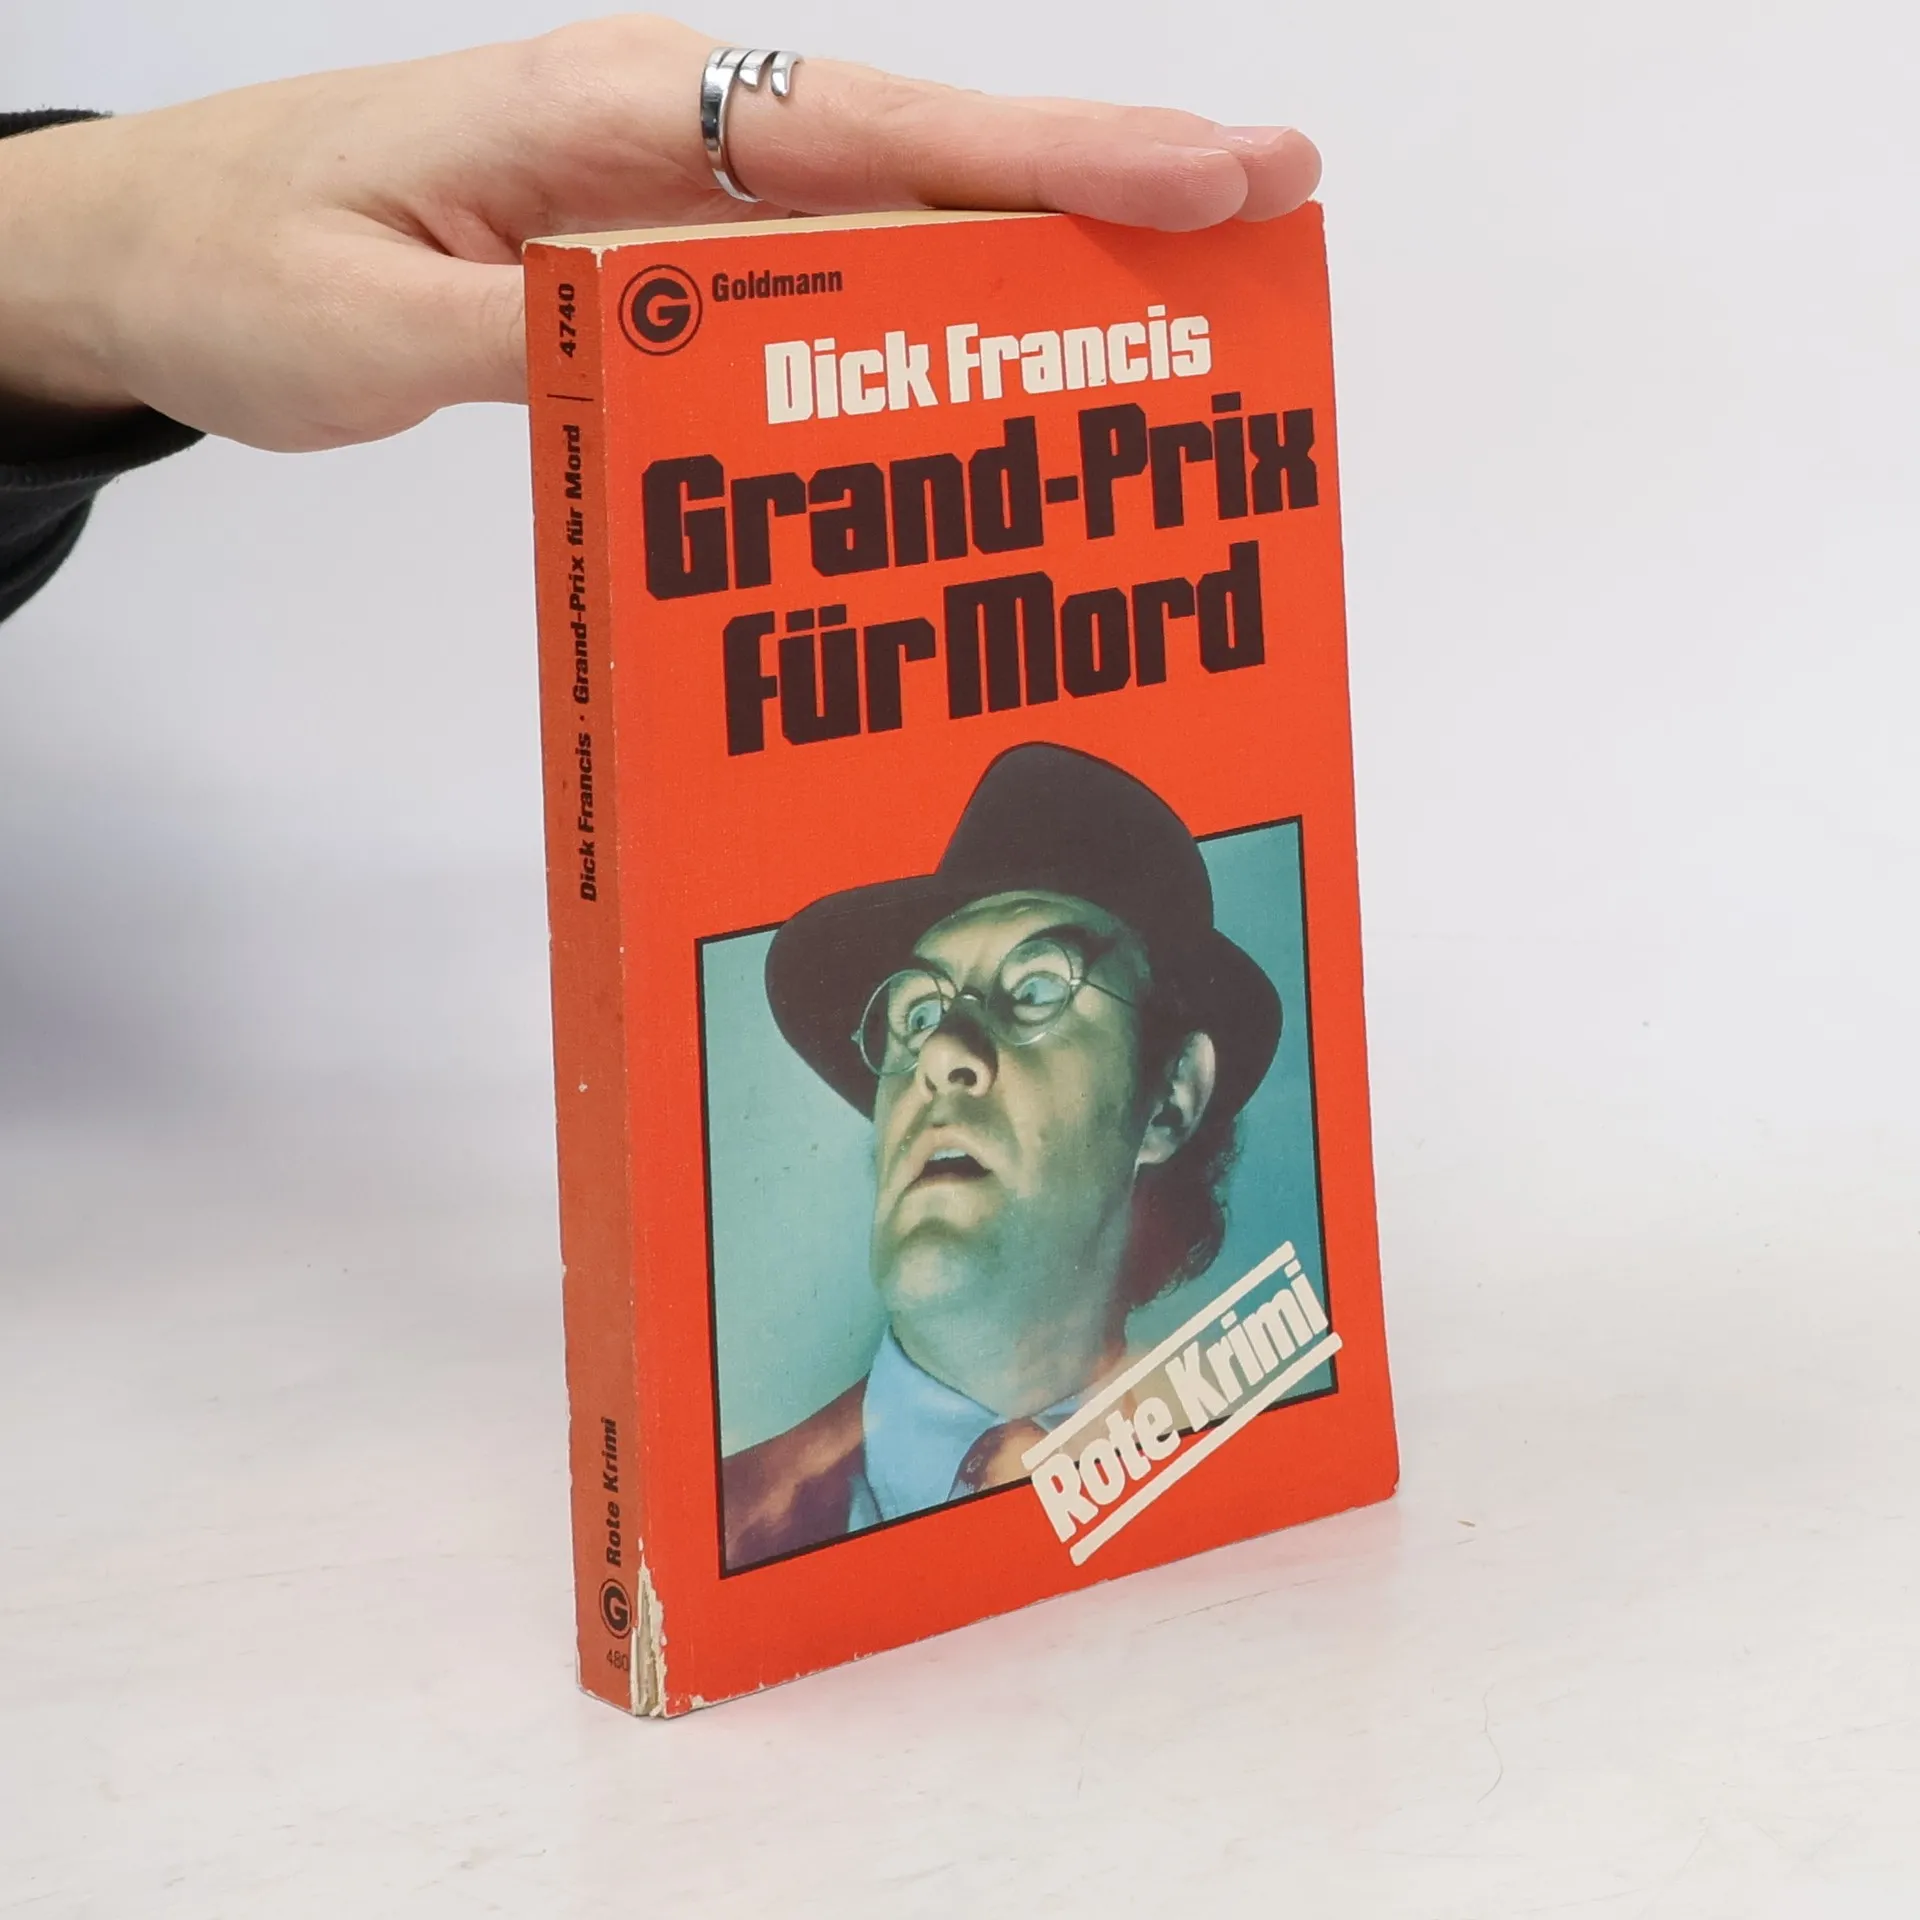 G Goldmann
Dick Francis
Grand-Prix
für Mord
Rote Krimi
4740
Dick Francis · Grand-Prix für Mord
Rote Krimi
G
480